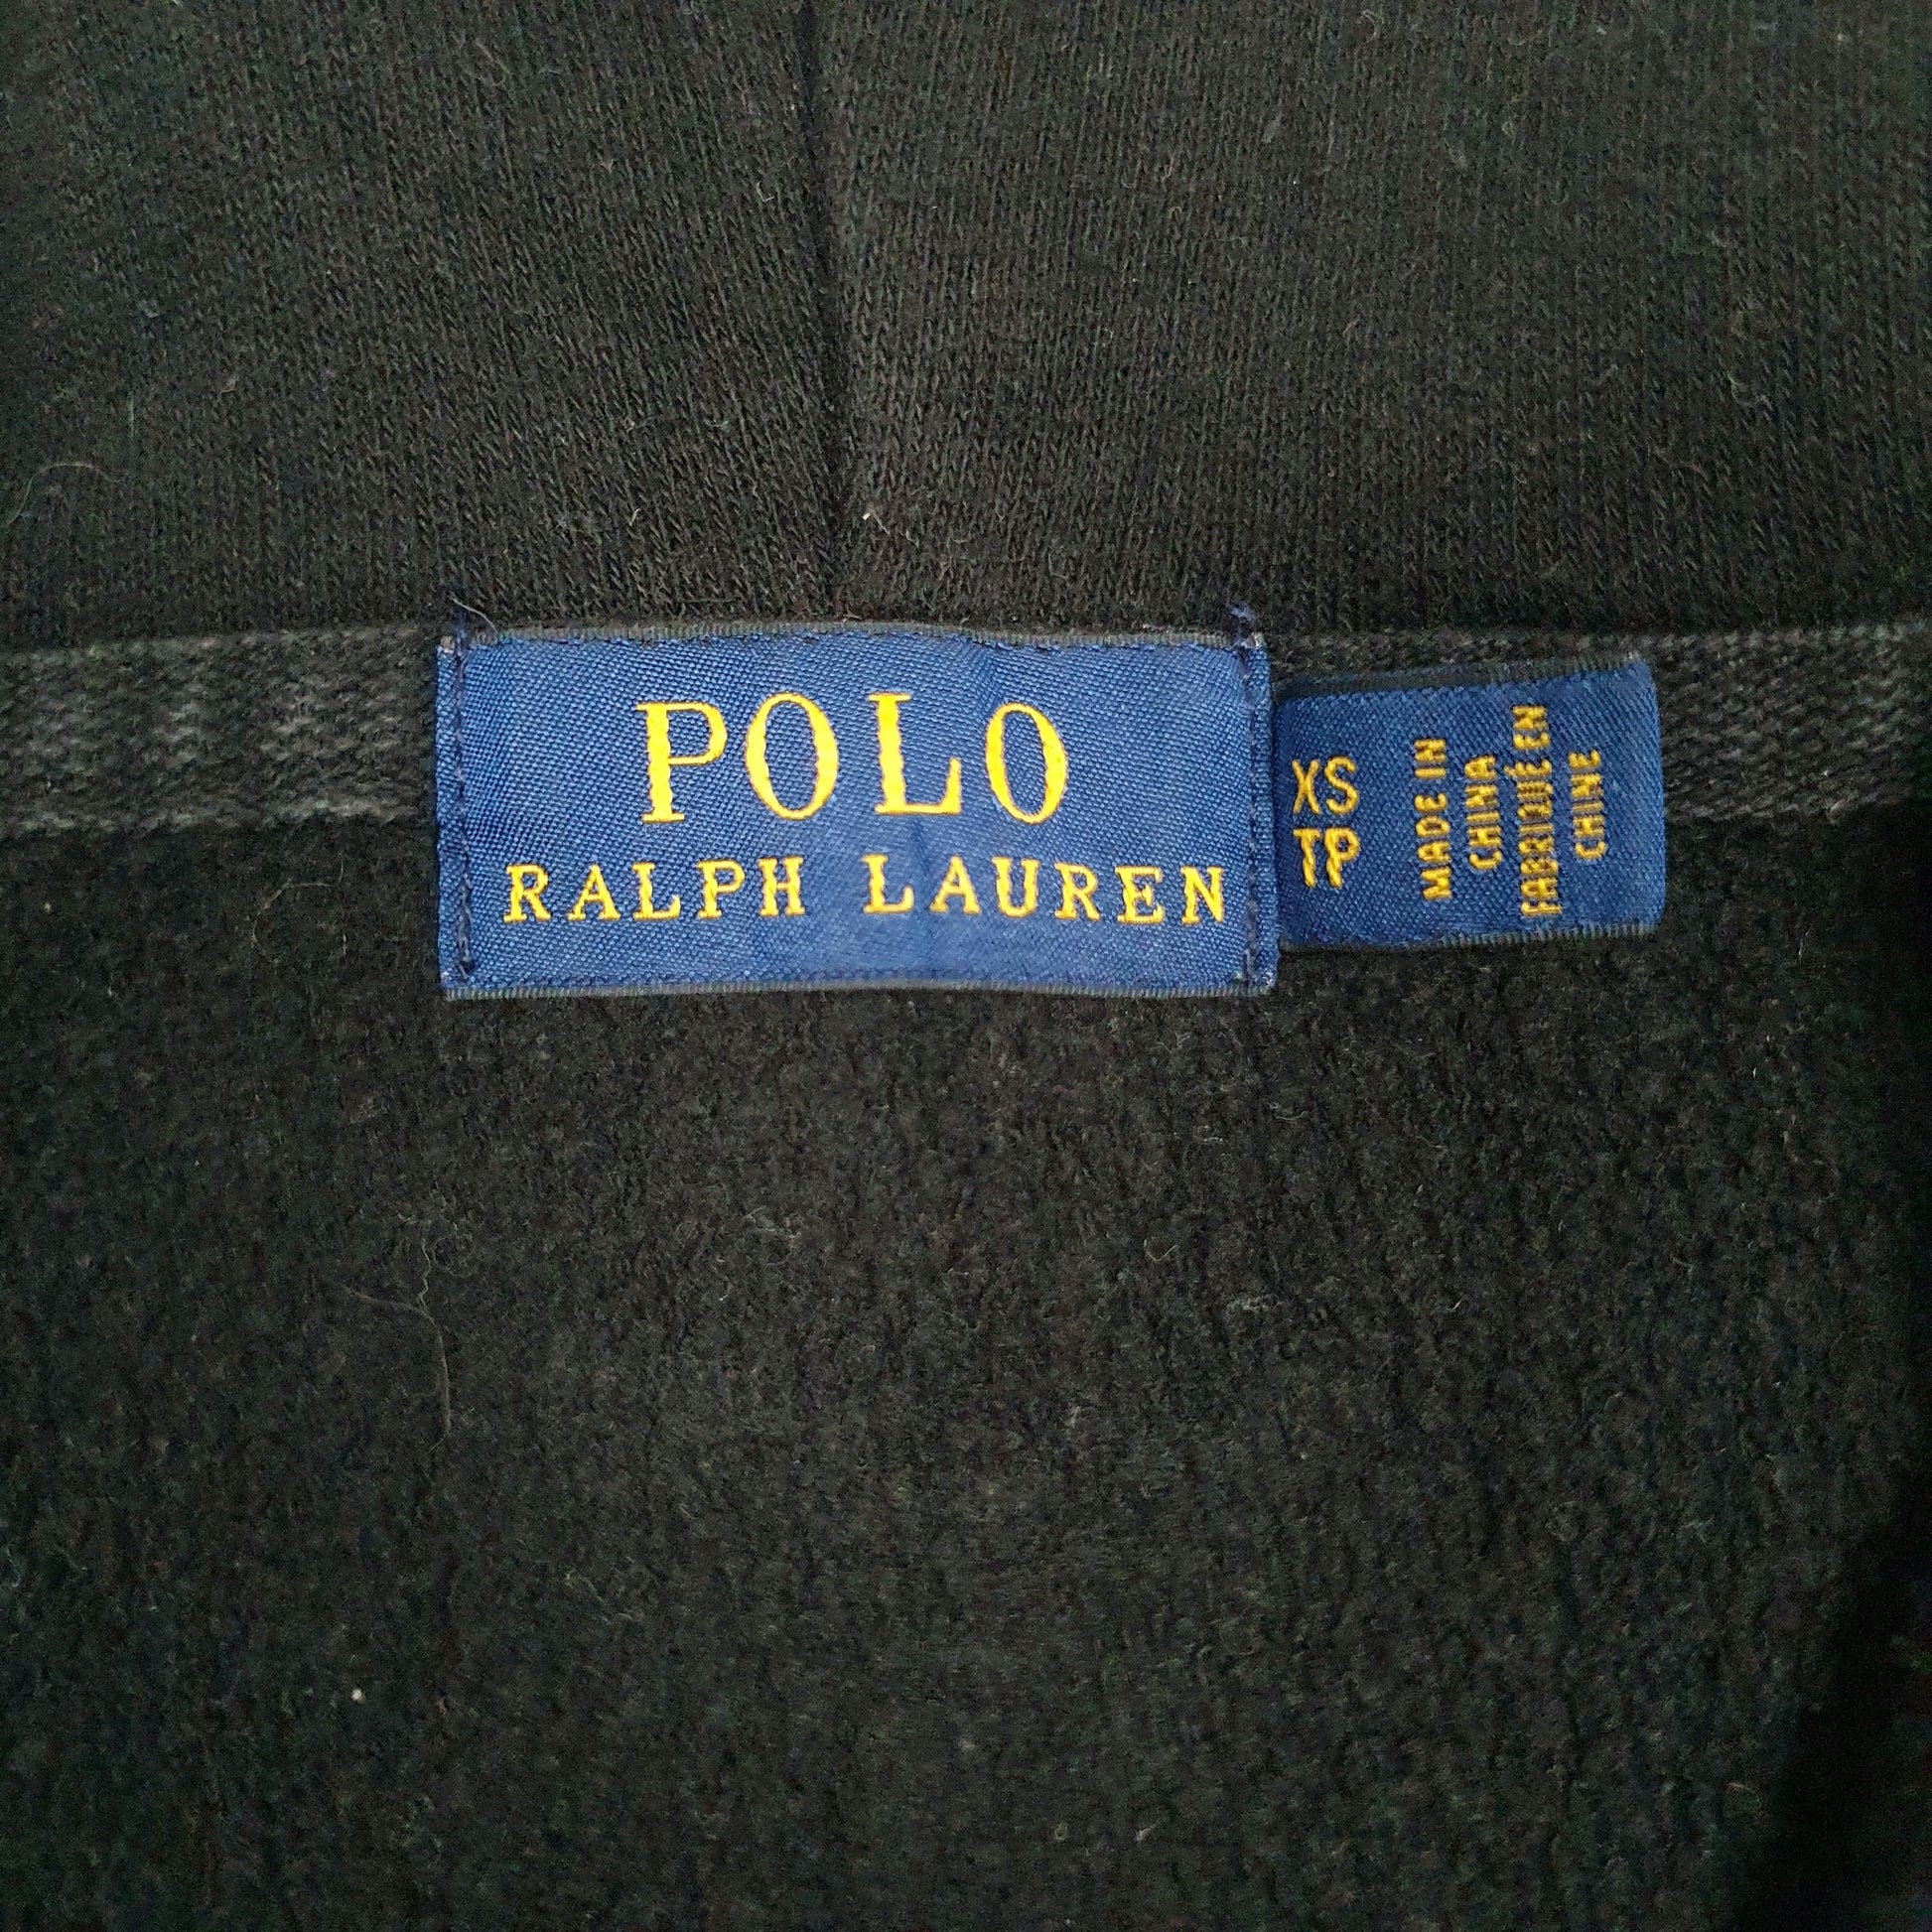 POLO
RALPH LAUREN
XS
TP
MADE IN
CHINA
FABRIQUÉ EN
CHINE